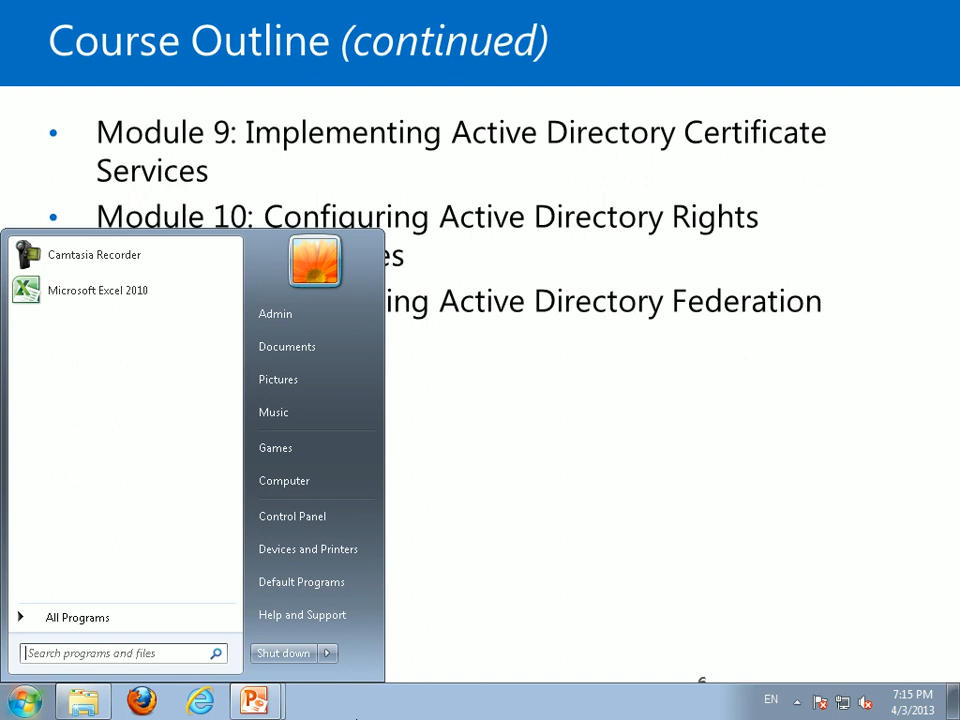 Course Outline (continued)
• Module 9: Implementing Active Directory Certificate
Services
• Module 10: Configuring Active Directory Rights
es
ing Active Directory Federation
Camtasia Recorder
Microsoft Excel 2010
All Programs
Search programs and files
Admin
Documents
Pictures
Music
Games
Computer
Control Panel
Devices and Printers
Default Programs
Help and Support
Shut down
EN
7:15 PM
4/3/2013